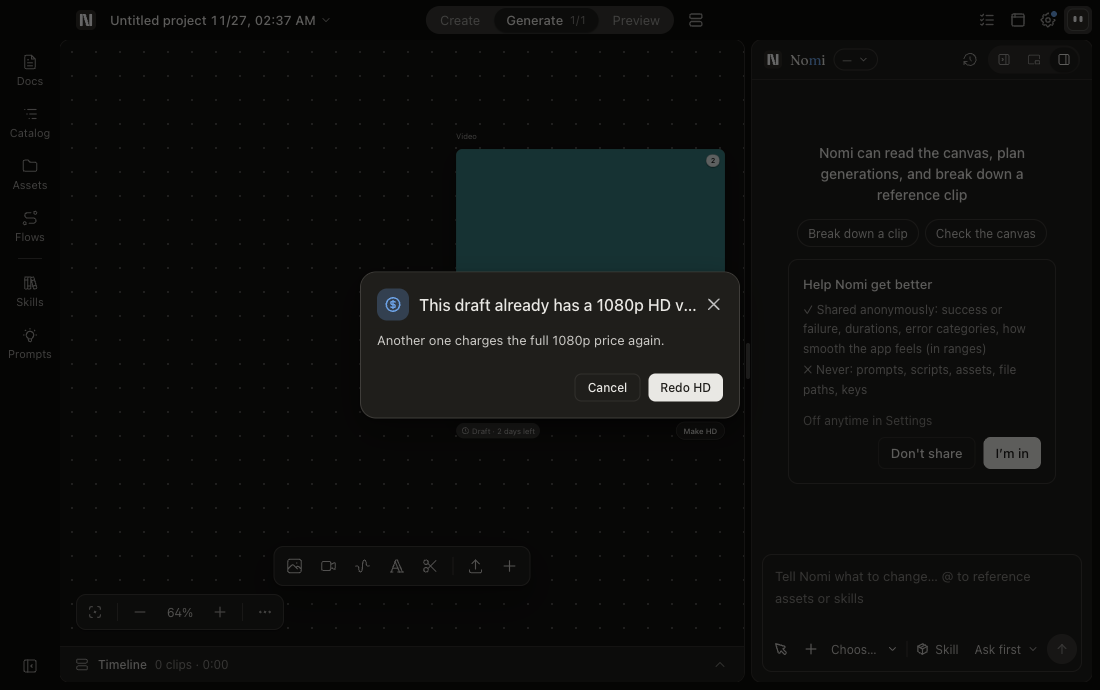 Untitled project 11/27, 02:37 AM
Create
Generate 1/1
Preview
Docs
Catalog
Assets
Flows
Skills
Prompts
Video
2
This draft already has a 1080p HD v...
Another one charges the full 1080p price again.
Cancel
Redo HD
Draft · 2 days left
Make HD
64%
Timeline 0 clips · 0:00
Nomi
Nomi can read the canvas, plan
generations, and break down a
reference clip
Break down a clip
Check the canvas
Help Nomi get better
✓ Shared anonymously: success or
failure, durations, error categories, how
smooth the app feels (in ranges)
✕ Never: prompts, scripts, assets, file
paths, keys
Off anytime in Settings
Don't share
I'm in
Tell Nomi what to change... @ to reference
assets or skills
Choos...
Skill
Ask first